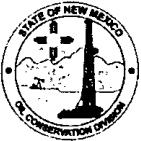 STATE OF NEW MEXICO
OIL CONSERVATION DIVISION